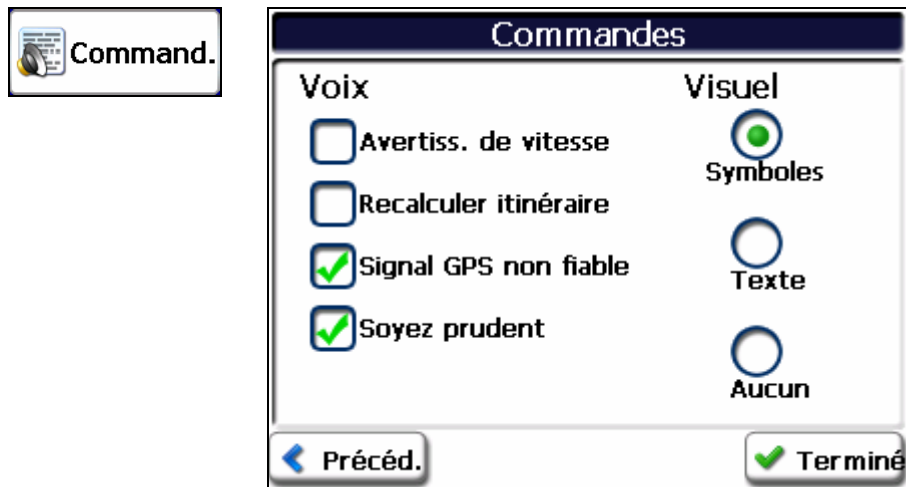 Command.
Commandes
Voix
Avertiss. de vitesse
Recalculer itinéraire
Signal GPS non fiable
Soyez prudent
Visuel
Symboles
Texte
Aucun
Précéd.
Terminé